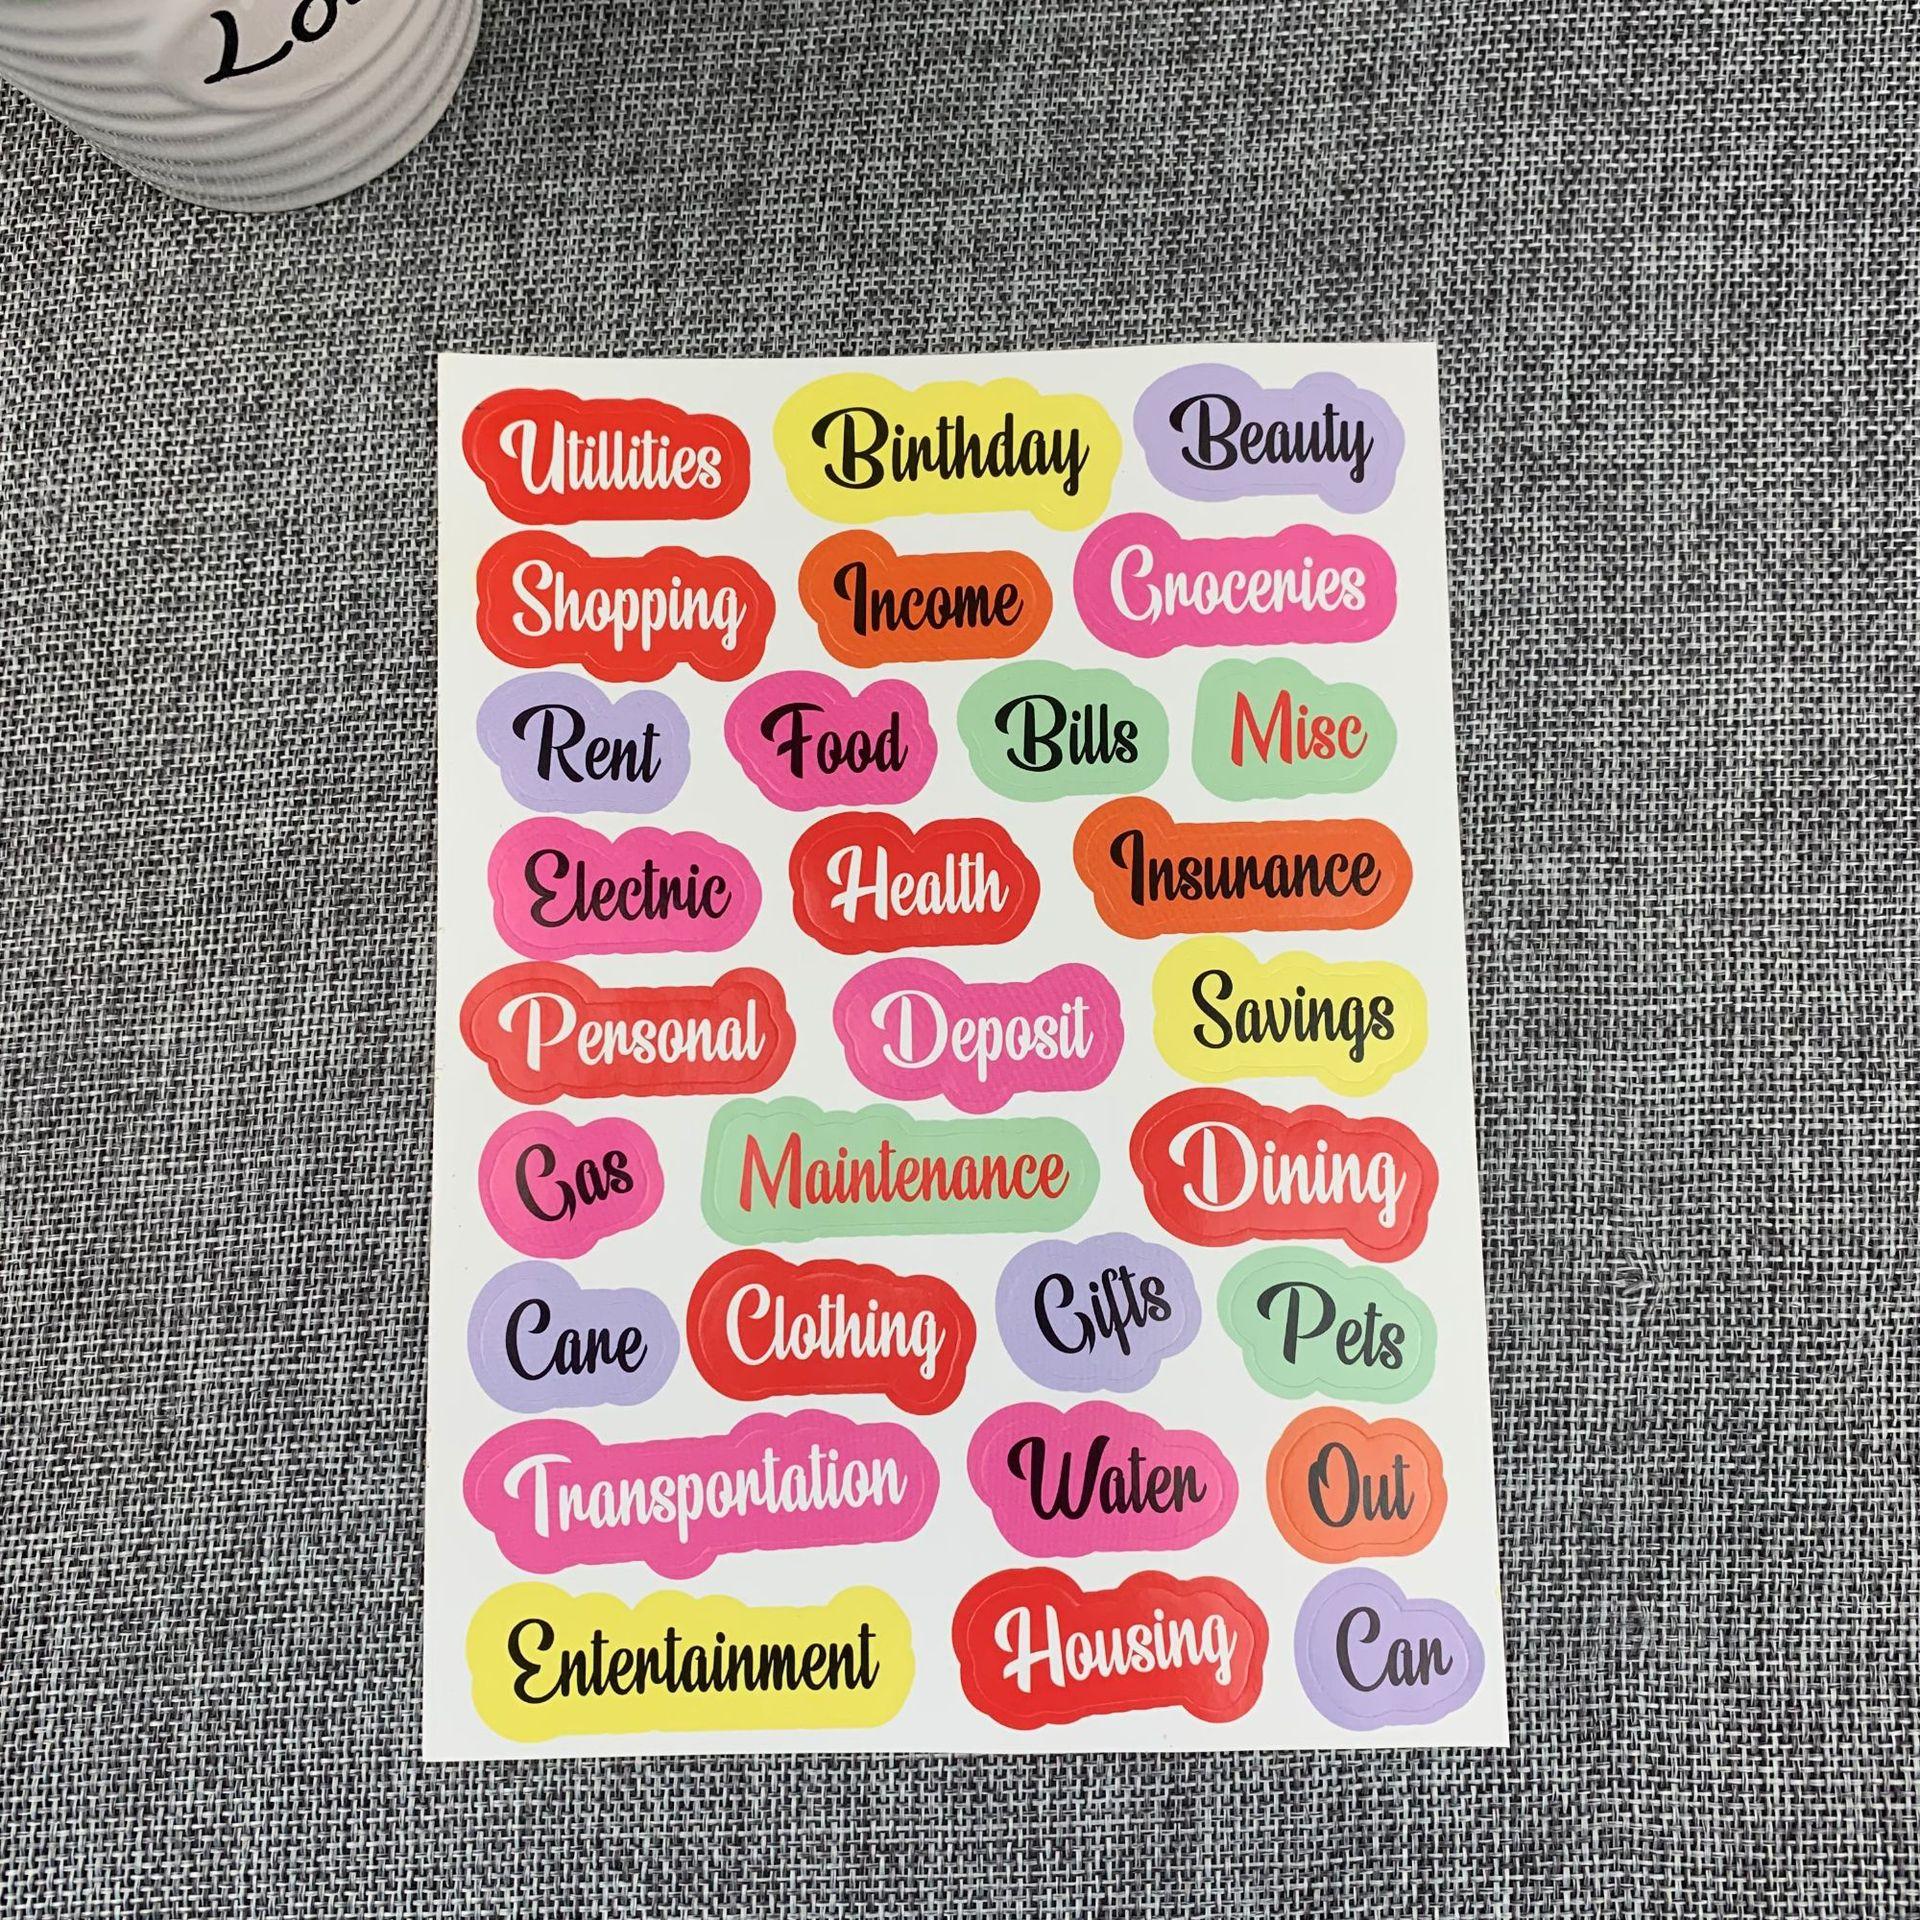 Utillities Birthday Beauty
Shopping Income Groceries
Rent Food Bills Misc
Electric Health Insurance
Personal Deposit Savings
Gas Maintenance Dining
Care Clothing Gifts Pets
Transportation Water Out
Entertainment Housing Car